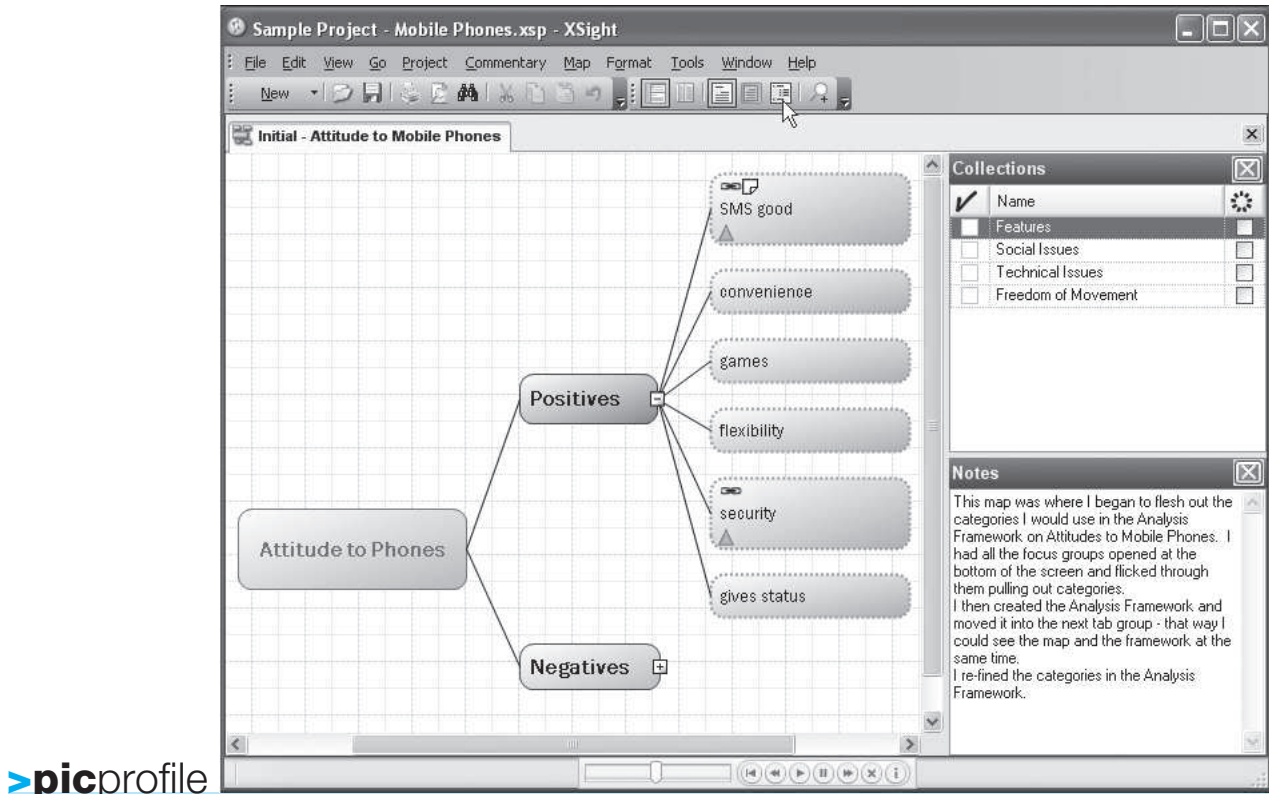 Sample Project - Mobile Phones.xsp - XSight
File Edit View Go Project Commentary Map Format Tools Window Help
New
Initial - Attitude to Mobile Phones
SMS good
convenience
games
Positives
flexibility
security
Attitude to Phones
gives status
Negatives
Collections
Name
Features
Social Issues
Technical Issues
Freedom of Movement
Notes
This map was where I began to flesh out the
categories I would use in the Analysis
Framework on Attitudes to Mobile Phones. I
had all the focus groups opened at the
bottom of the screen and flicked through
them pulling out categories.
I then created the Analysis Framework and
moved it into the next tab group - that way I
could see the map and the framework at the
same time.
I re-fined the categories in the Analysis
Framework.
>picprofile